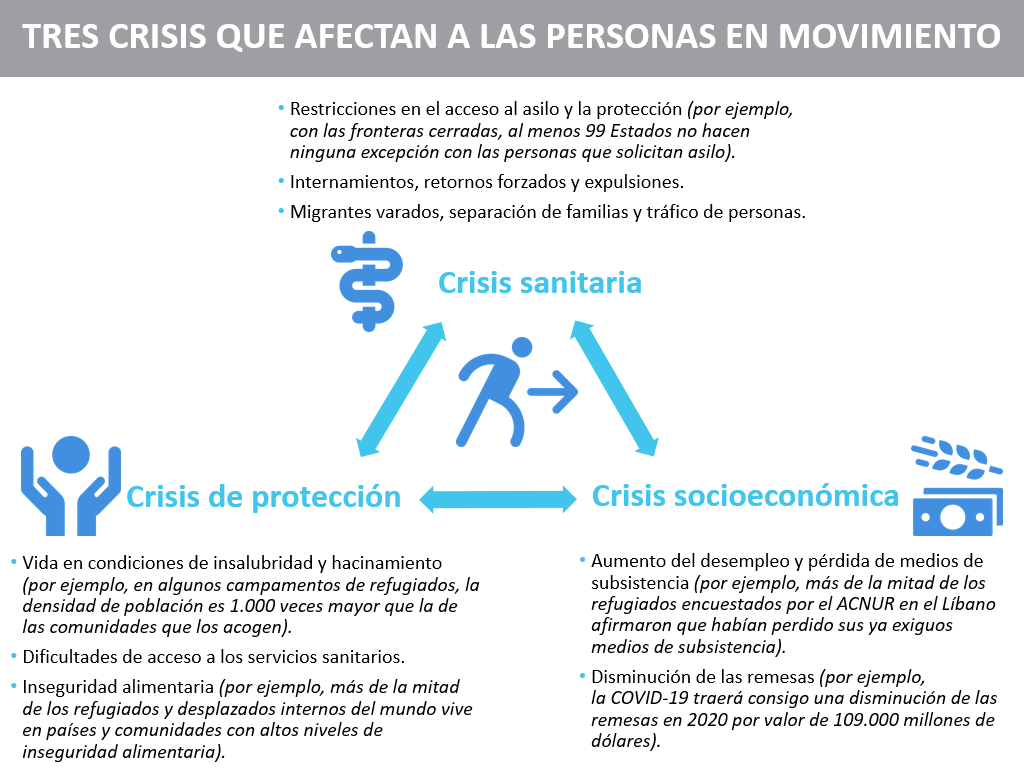 TRES CRISIS QUE AFECTAN A LAS PERSONAS EN MOVIMIENTO
• Restricciones en el acceso al asilo y la protección (por ejemplo,
con las fronteras cerradas, al menos 99 Estados no hacen
ninguna excepción con las personas que solicitan asilo).
• Internamientos, retornos forzados y expulsiones.
• Migrantes varados, separación de familias y tráfico de personas.
Crisis sanitaria
Crisis de protección
Crisis socioeconómica
• Vida en condiciones de insalubridad y hacinamiento
(por ejemplo, en algunos campamentos de refugiados, la
densidad de población es 1.000 veces mayor que la de
las comunidades que los acogen).
• Dificultades de acceso a los servicios sanitarios.
• Inseguridad alimentaria (por ejemplo, más de la mitad
de los refugiados y desplazados internos del mundo vive
en países y comunidades con altos niveles de
inseguridad alimentaria).
• Aumento del desempleo y pérdida de medios de
subsistencia (por ejemplo, más de la mitad de los
refugiados encuestados por el ACNUR en el Líbano
afirmaron que habían perdido sus ya exiguos
medios de subsistencia).
• Disminución de las remesas (por ejemplo,
la COVID-19 traerá consigo una disminución de las
remesas en 2020 por valor de 109.000 millones de
dólares).